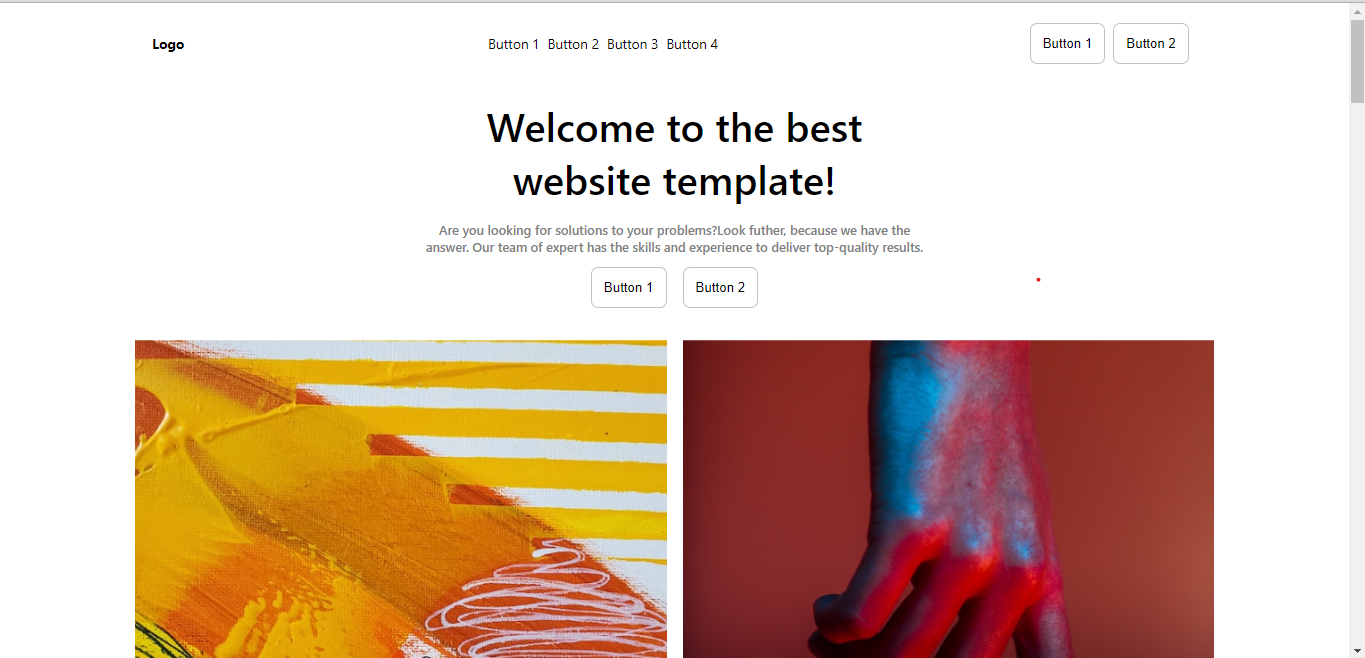 Logo
Button 1 Button 2 Button 3 Button 4
Button 1
Button 2
Welcome to the best
website template!
Are you looking for solutions to your problems?Look futher, because we have the
answer. Our team of expert has the skills and experience to deliver top-quality results.
Button 1
Button 2